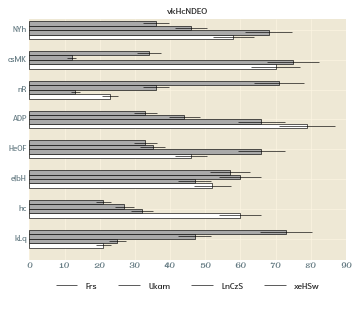 vkHcNDEO
NYh
csMK
nR
ADP
HeOF
elbH
hc
kLq
0 10 20 30 40 50 60 70 80 90
Frs Ukam LnCzS xeHSw